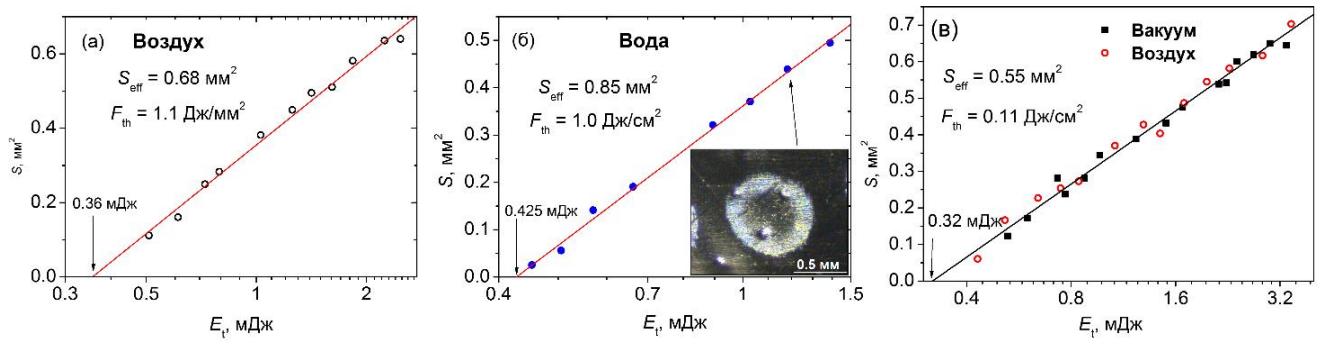 (а) Воздух
S_eff = 0.68 мм²
F_th = 1.1 Дж/мм²
0.36 мДж
S, мм²
0.6
0.4
0.2
0.0
0.3 0.5 1 2
E_t, мДж
(б) Вода
S_eff = 0.85 мм²
F_th = 1.0 Дж/см²
0.425 мДж
0.5 мм
S, мм²
0.5
0.4
0.3
0.2
0.1
0.0
0.4 0.7 1 1.5
E_t, мДж
(в) Вакуум
Воздух
S_eff = 0.55 мм²
F_th = 0.11 Дж/см²
0.32 мДж
S, мм²
0.7
0.6
0.5
0.4
0.3
0.2
0.1
0.0
0.4 0.8 1.6 3.2
E_t, мДж